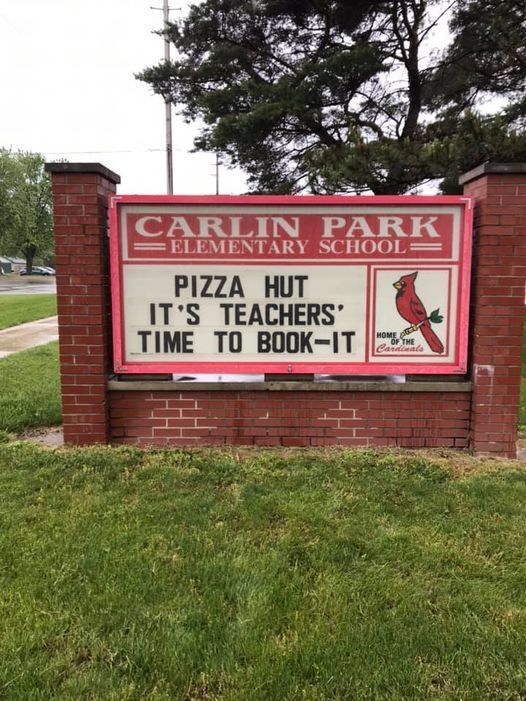 CARLIN PARK
ELEMENTARY SCHOOL
PIZZA HUT
IT'S TEACHERS'
TIME TO BOOK-IT
HOME
OF THE
Cardinals